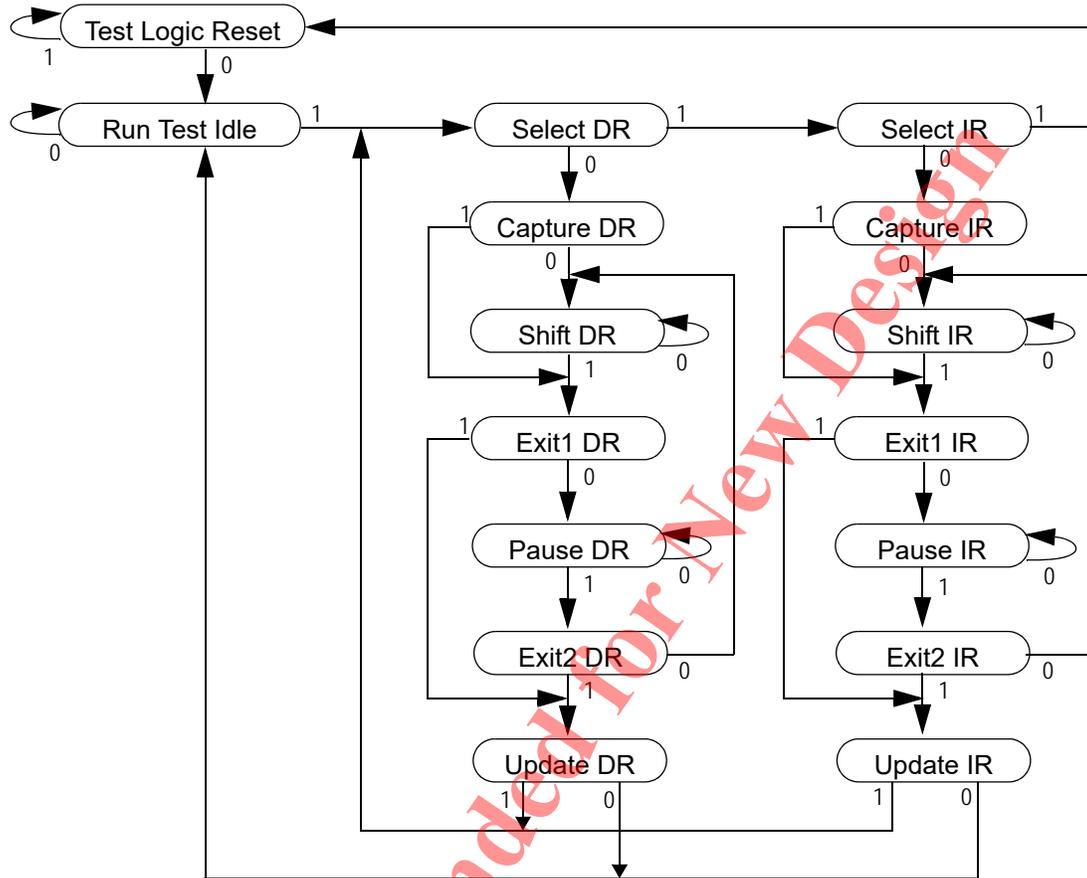 Test Logic Reset
1
0
Run Test Idle
0
1
Select DR
1
Select IR
1
0
0
Capture DR
1
Capture IR
1
0
0
Shift DR
0
Shift IR
0
1
1
Exit1 DR
1
Exit1 IR
1
0
0
Pause DR
0
Pause IR
0
1
1
Exit2 DR
0
Exit2 IR
0
1
1
Update DR
Update IR
1
0
1
0
for New Design